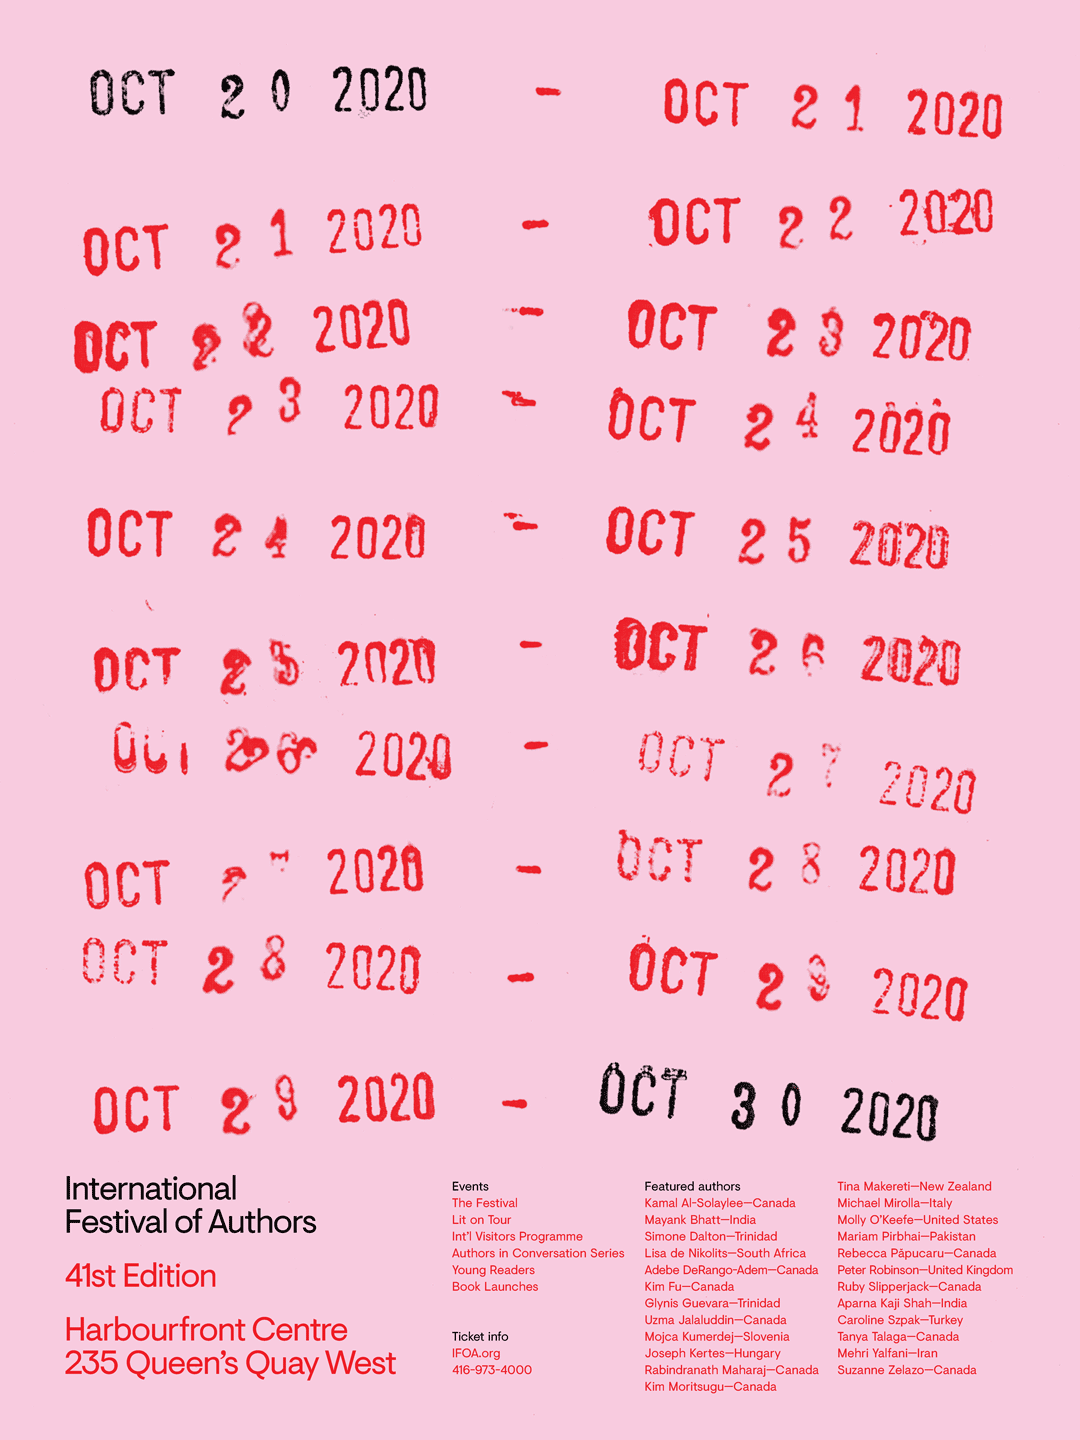 OCT 20 2020 – OCT 21 2020
OCT 21 2020 – OCT 22 2020
OCT 22 2020 – OCT 23 2020
OCT 23 2020 – OCT 24 2020
OCT 24 2020 – OCT 25 2020
OCT 25 2020 – OCT 26 2020
OCT 26 2020 – OCT 27 2020
OCT 27 2020 – OCT 28 2020
OCT 28 2020 – OCT 29 2020
OCT 29 2020 – OCT 30 2020
International
Festival of Authors
41st Edition
Harbourfront Centre
235 Queen's Quay West
Events
The Festival
Lit on Tour
Int'l Visitors Programme
Authors in Conversation Series
Young Readers
Book Launches
Ticket info
IFOA.org
416-973-4000
Featured authors
Kamal Al-Solaylee—Canada
Mayank Bhatt—India
Simone Dalton—Trinidad
Lisa de Nikolits—South Africa
Adebe DeRango-Adem—Canada
Kim Fu—Canada
Glynis Guevara—Trinidad
Uzma Jalaluddin—Canada
Mojca Kumerdej—Slovenia
Joseph Kertes—Hungary
Rabindranath Maharaj—Canada
Kim Moritsugu—Canada
Tina Makereti—New Zealand
Michael Mirolla—Italy
Molly O'Keefe—United States
Mariam Pirbhai—Pakistan
Rebecca Pâpucaru—Canada
Peter Robinson—United Kingdom
Ruby Slipperjack—Canada
Aparna Kaji Shah—India
Caroline Szpak—Turkey
Tanya Talaga—Canada
Mehri Yalfani—Iran
Suzanne Zelazo—Canada